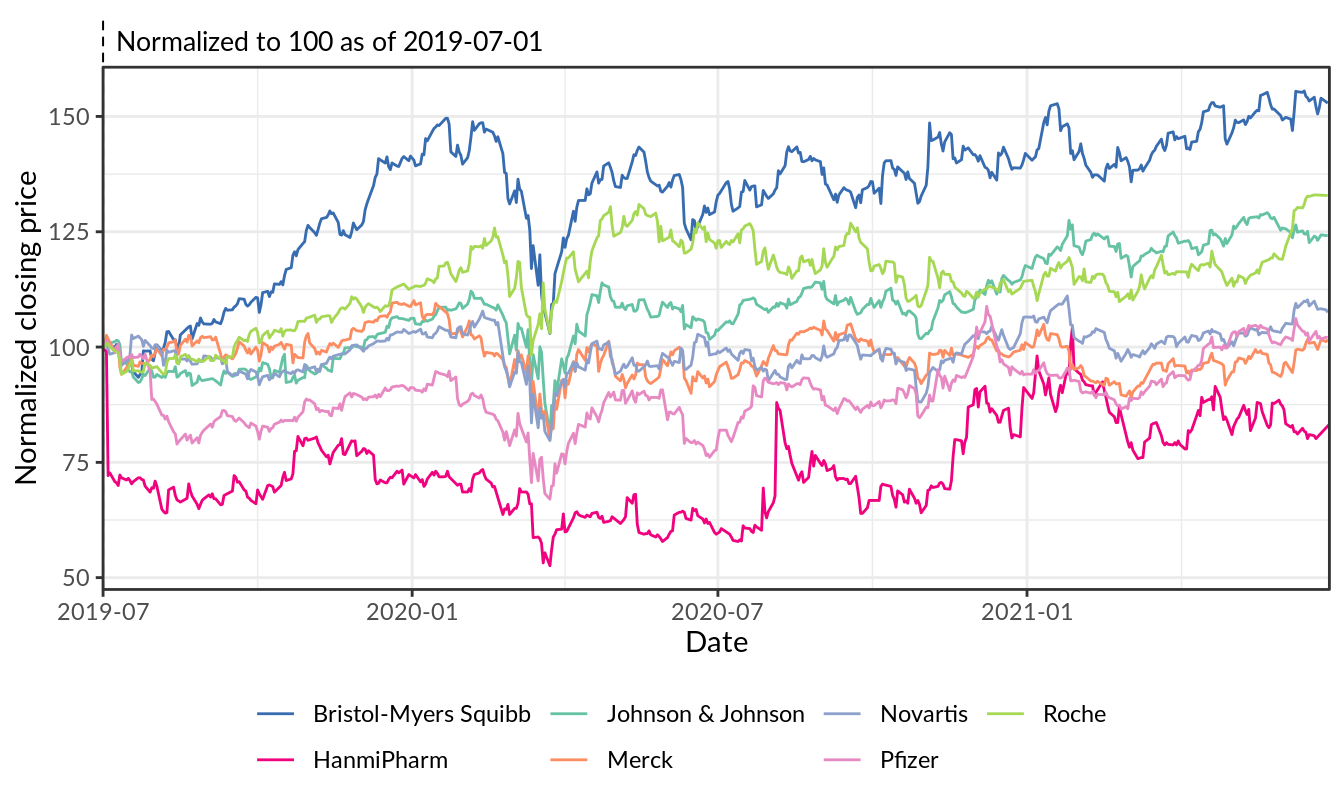 Normalized to 100 as of 2019-07-01
Normalized closing price
150
125
100
75
50
2019-07
2020-01
2020-07
2021-01
Date
Bristol-Myers Squibb
Johnson & Johnson
Novartis
Roche
HanmiPharm
Merck
Pfizer